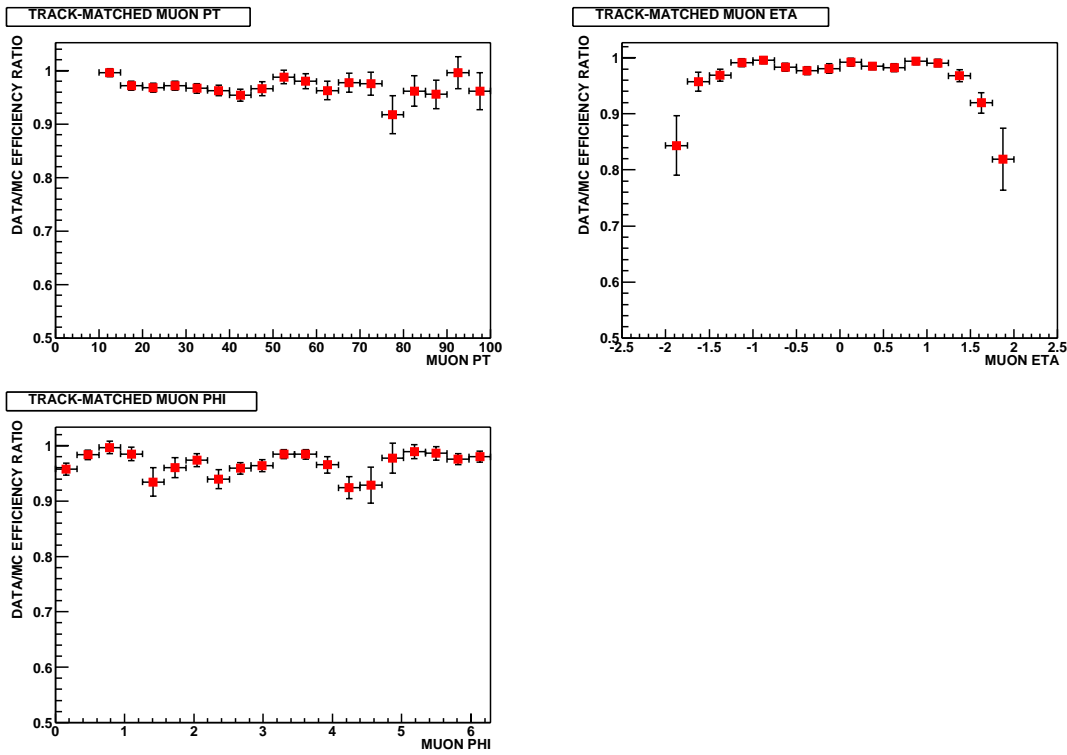 TRACK-MATCHED MUON PT
DATA/MC EFFICIENCY RATIO
1
0.9
0.8
0.7
0.6
0.5
0 10 20 30 40 50 60 70 80 90 100
MUON PT
TRACK-MATCHED MUON ETA
DATA/MC EFFICIENCY RATIO
1
0.9
0.8
0.7
0.6
0.5
-2.5 -2 -1.5 -1 -0.5 0 0.5 1 1.5 2 2.5
MUON ETA
TRACK-MATCHED MUON PHI
DATA/MC EFFICIENCY RATIO
1
0.9
0.8
0.7
0.6
0.5
0 1 2 3 4 5 6
MUON PHI